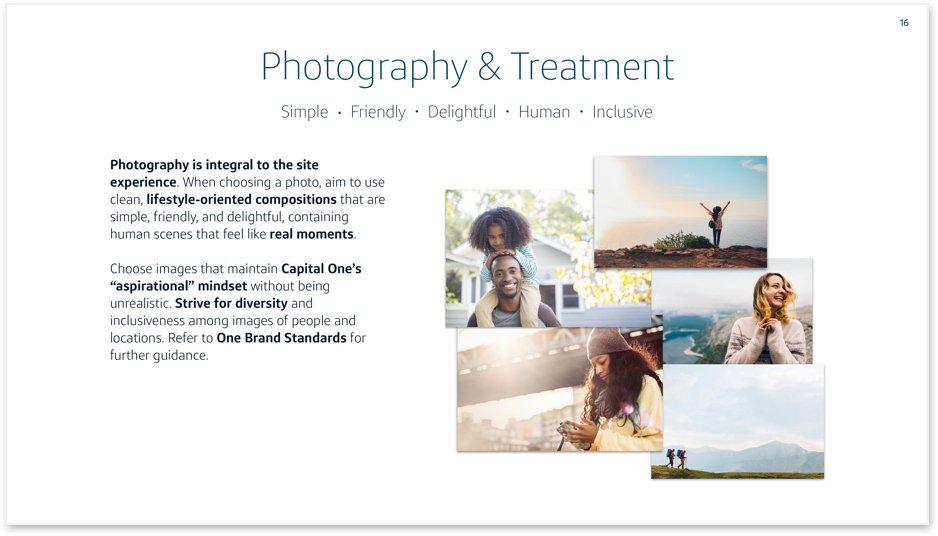 16
Photography & Treatment
Simple • Friendly • Delightful • Human • Inclusive
Photography is integral to the site
experience. When choosing a photo, aim to use
clean, lifestyle-oriented compositions that are
simple, friendly, and delightful, containing
human scenes that feel like real moments.
Choose images that maintain Capital One’s
“aspirational” mindset without being
unrealistic. Strive for diversity and
inclusiveness among images of people and
locations. Refer to One Brand Standards for
further guidance.